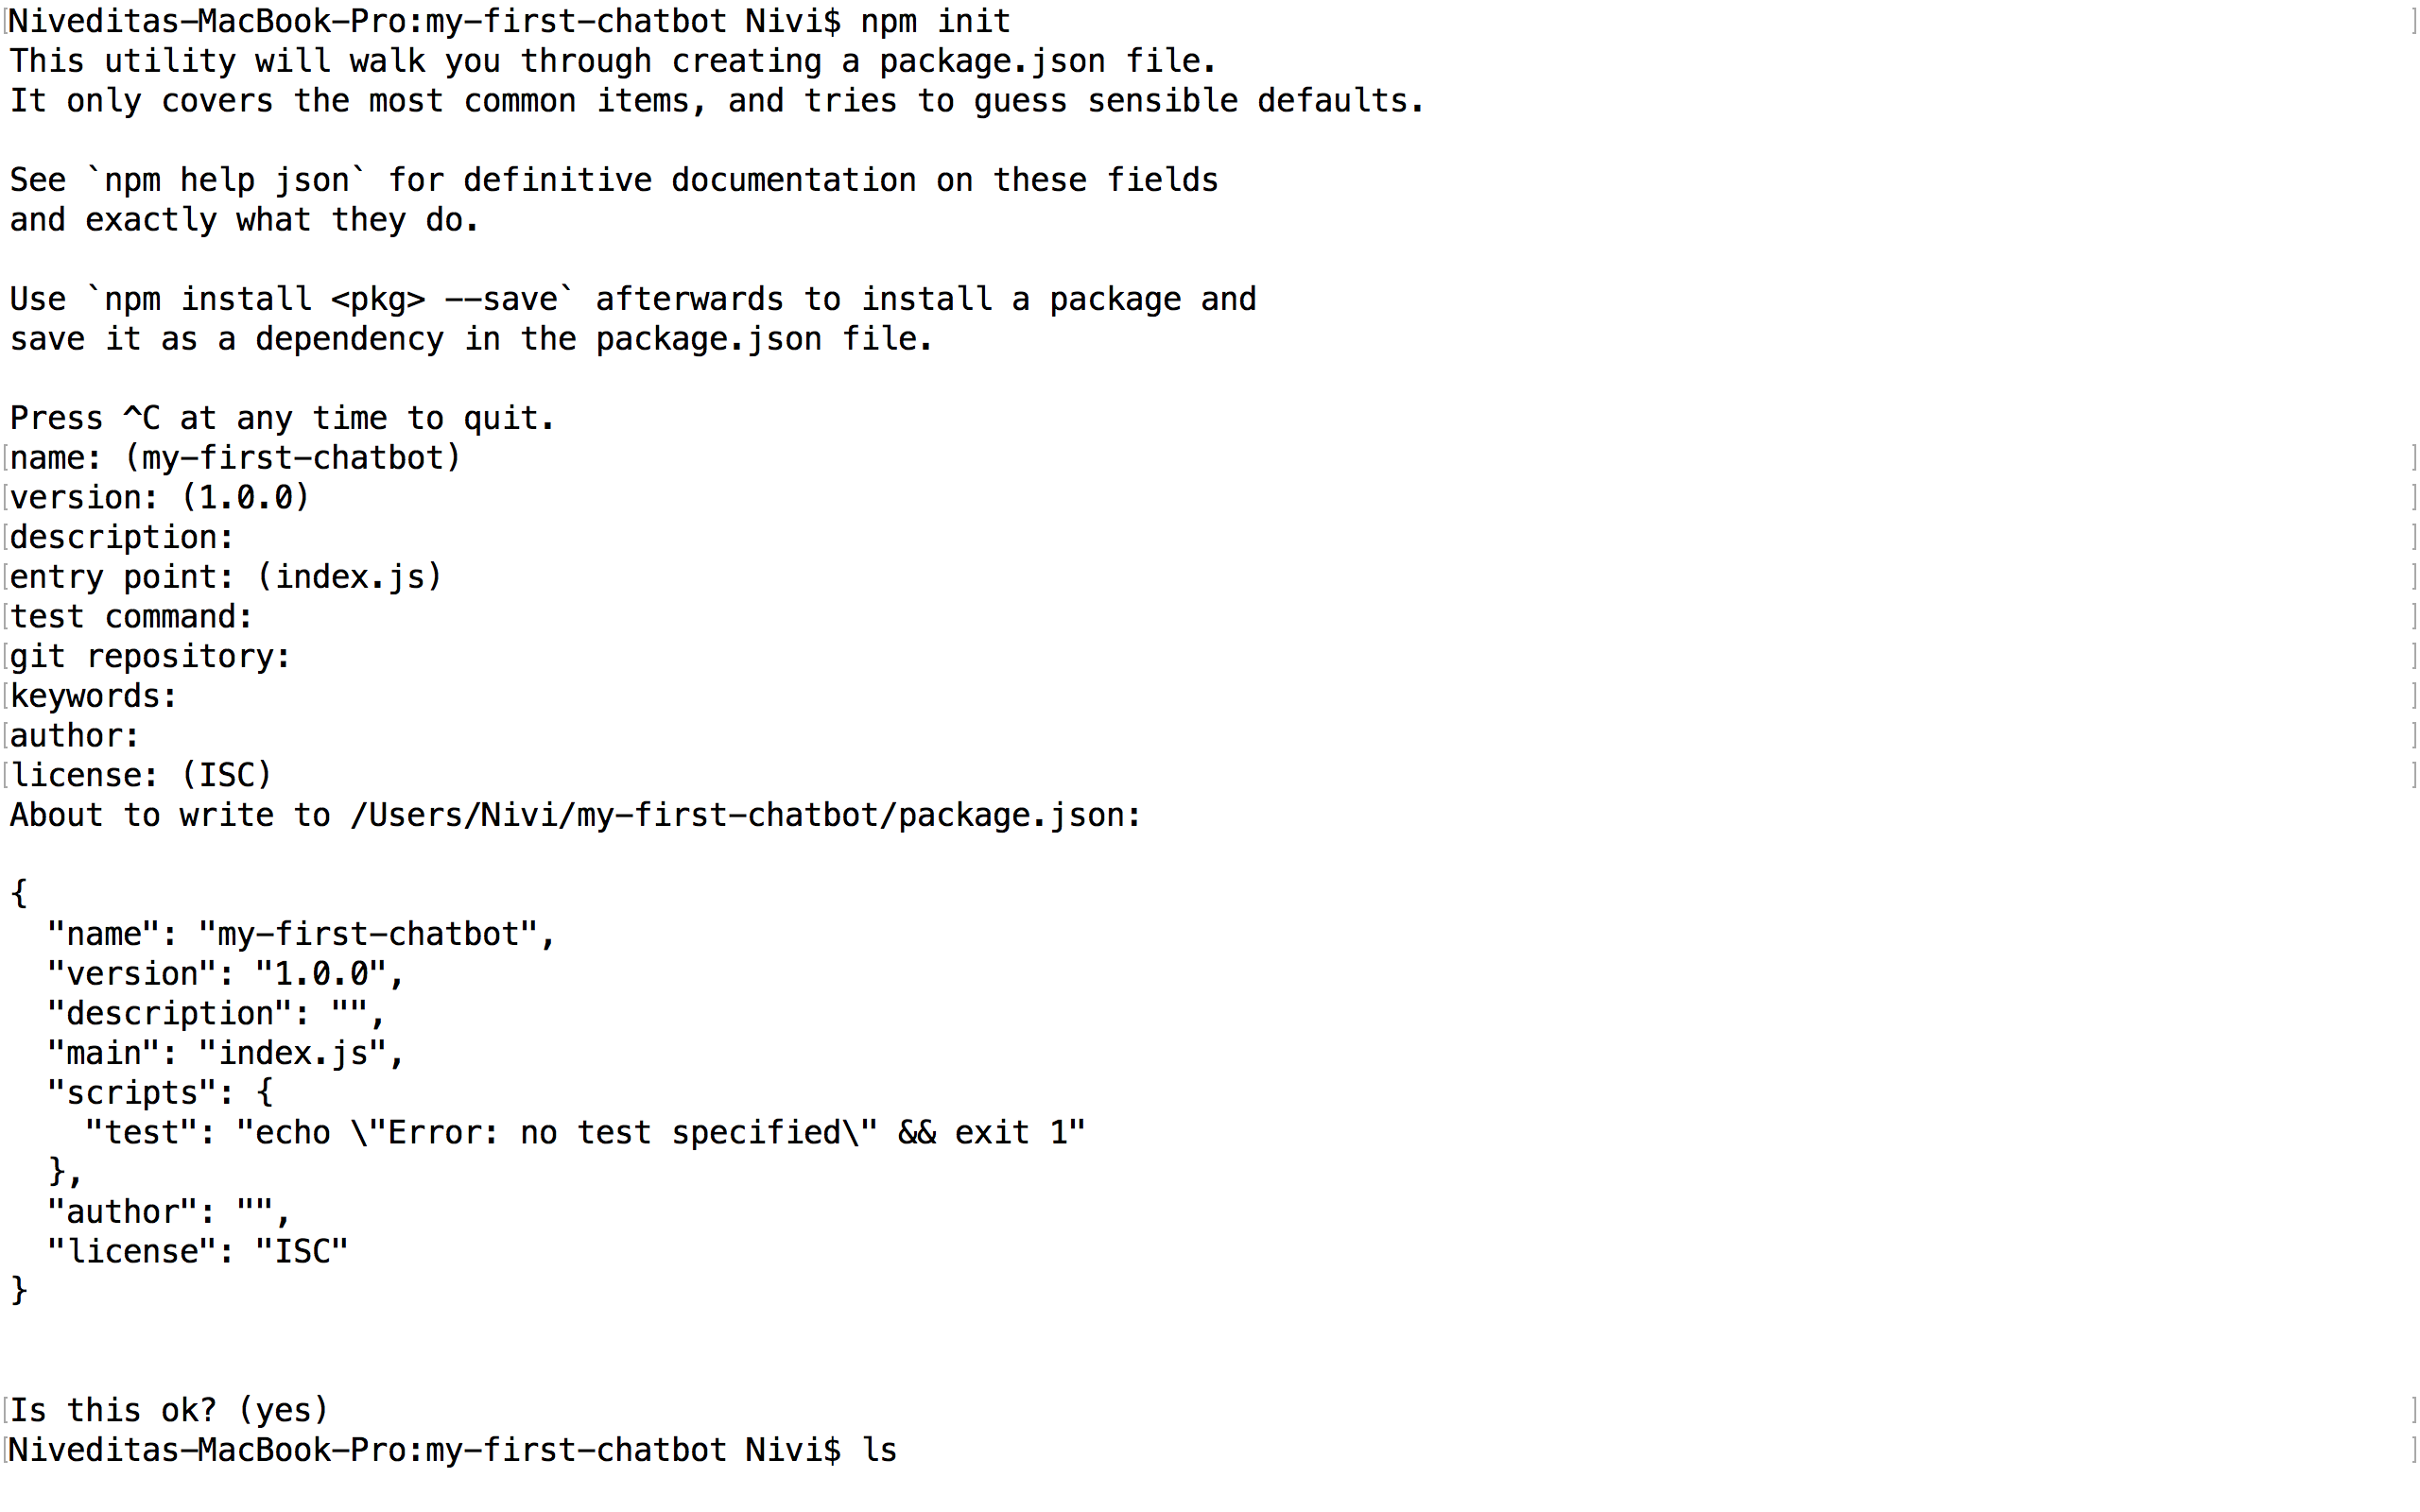 Niveditas-MacBook-Pro:my-first-chatbot Nivi$ npm init
This utility will walk you through creating a package.json file.
It only covers the most common items, and tries to guess sensible defaults.
See `npm help json` for definitive documentation on these fields
and exactly what they do.
Use `npm install <pkg> --save` afterwards to install a package and
save it as a dependency in the package.json file.
Press ^C at any time to quit.
name: (my-first-chatbot)
version: (1.0.0)
description:
entry point: (index.js)
test command:
git repository:
keywords:
author:
license: (ISC)
About to write to /Users/Nivi/my-first-chatbot/package.json:
{
  "name": "my-first-chatbot",
  "version": "1.0.0",
  "description": "",
  "main": "index.js",
  "scripts": {
    "test": "echo \"Error: no test specified\" && exit 1"
  },
  "author": "",
  "license": "ISC"
}
Is this ok? (yes)
Niveditas-MacBook-Pro:my-first-chatbot Nivi$ ls